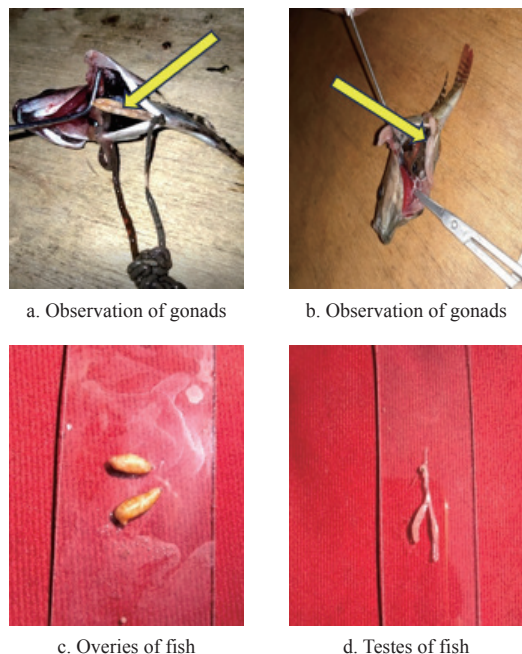 a. Observation of gonads
b. Observation of gonads
c. Overies of fish
d. Testes of fish